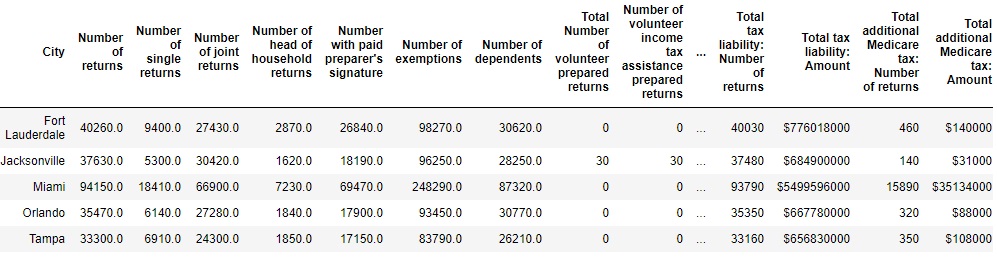 City Number of returns Number of single returns Number of joint returns Number of head of household returns Number with paid preparer's signature Number of exemptions Number of dependents Total Number of volunteer prepared returns Number of volunteer income tax assistance prepared returns ... Total tax liability: Number of returns Total tax liability: Amount Total additional Medicare tax: Number of returns Total additional Medicare tax: Amount
Fort Lauderdale 40260.0 9400.0 27430.0 2870.0 26840.0 98270.0 30620.0 0 0 ... 40030 $776018000 460 $140000
Jacksonville 37630.0 5300.0 30420.0 1620.0 18190.0 96250.0 28250.0 30 30 ... 37480 $684900000 140 $31000
Miami 94150.0 18410.0 66900.0 7230.0 69470.0 248290.0 87320.0 0 0 ... 93790 $5499596000 15890 $35134000
Orlando 35470.0 6140.0 27280.0 1840.0 17900.0 93450.0 30770.0 0 0 ... 35350 $667780000 320 $88000
Tampa 33300.0 6910.0 24300.0 1850.0 17150.0 83790.0 26210.0 0 0 ... 33160 $656830000 350 $108000